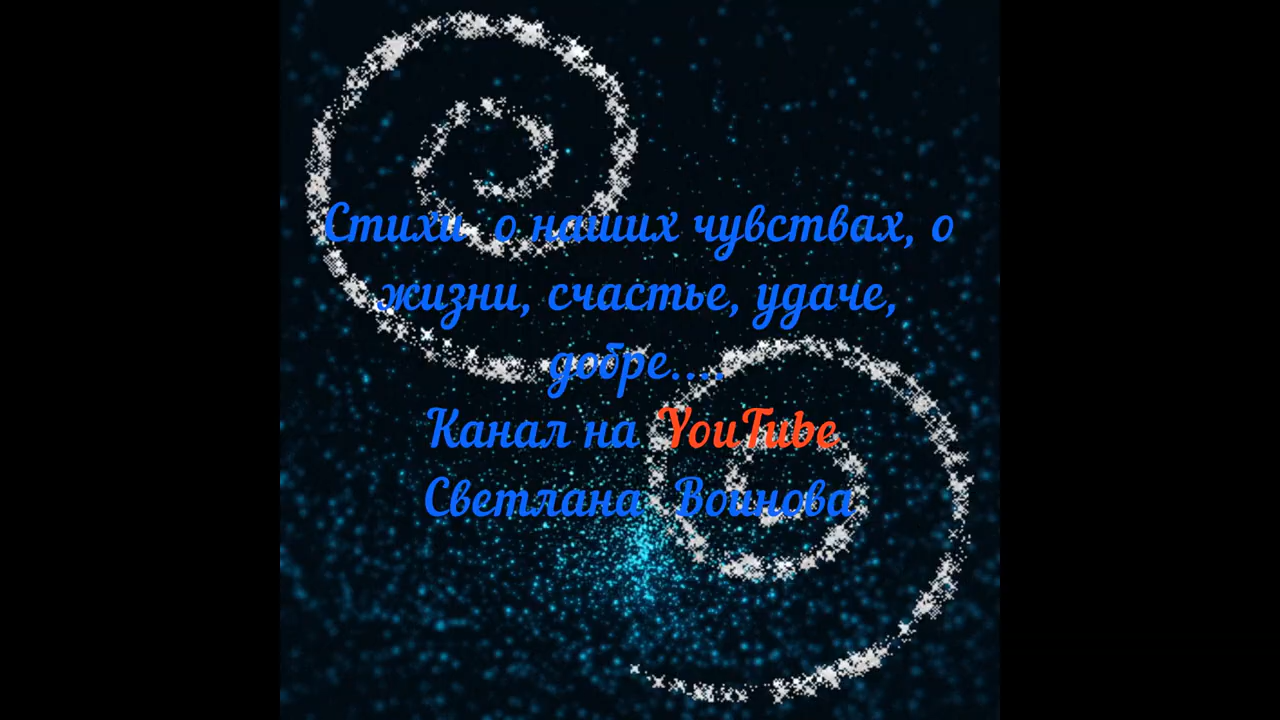 Стихи о наших чувствах, о
жизни, счастье, удаче,
добре....
Канал на YouTube
Светлана Воинова